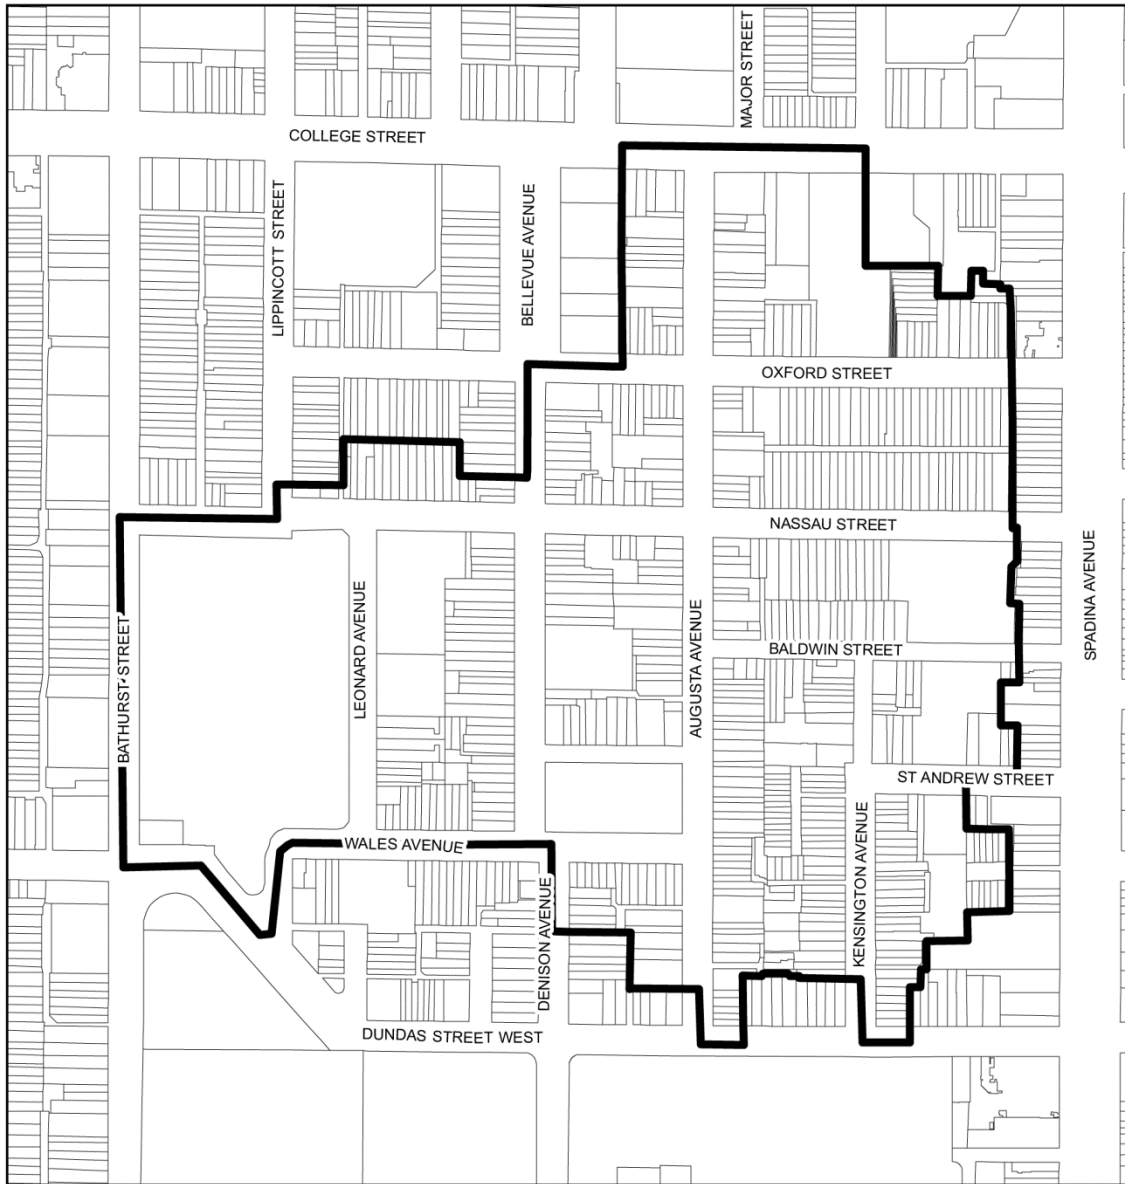 MAJOR STREET
COLLEGE STREET
LIPPINCOTT STREET
BELLEVUE AVENUE
OXFORD STREET
NASSAU STREET
SPADINA AVENUE
BATHURST STREET
LEONARD AVENUE
AUGUSTA AVENUE
BALDWIN STREET
ST ANDREW STREET
WALES AVENUE
KENSINGTON AVENUE
DENISON AVENUE
DUNDAS STREET WEST